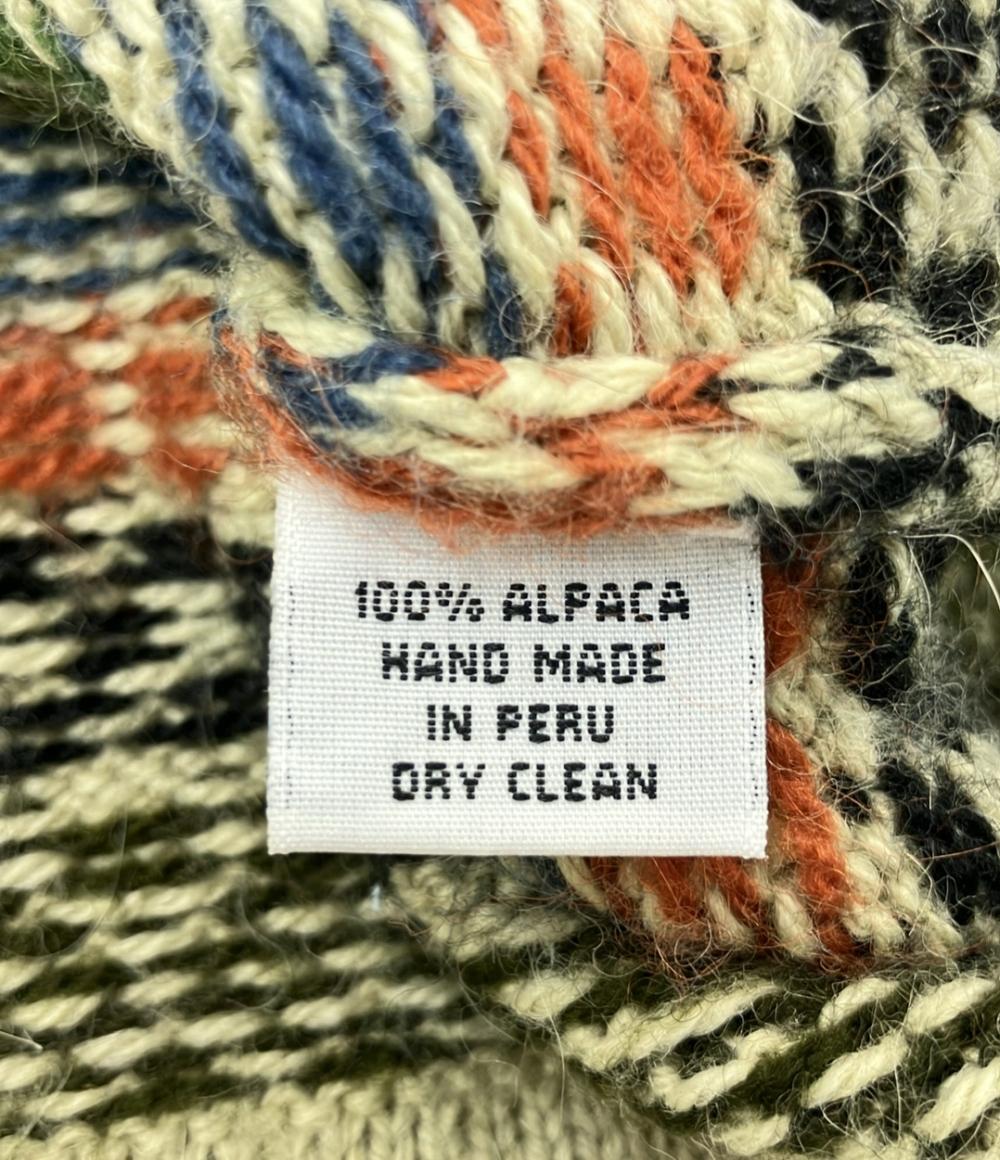 100% ALPACA
HAND MADE
IN PERU
DRY CLEAN